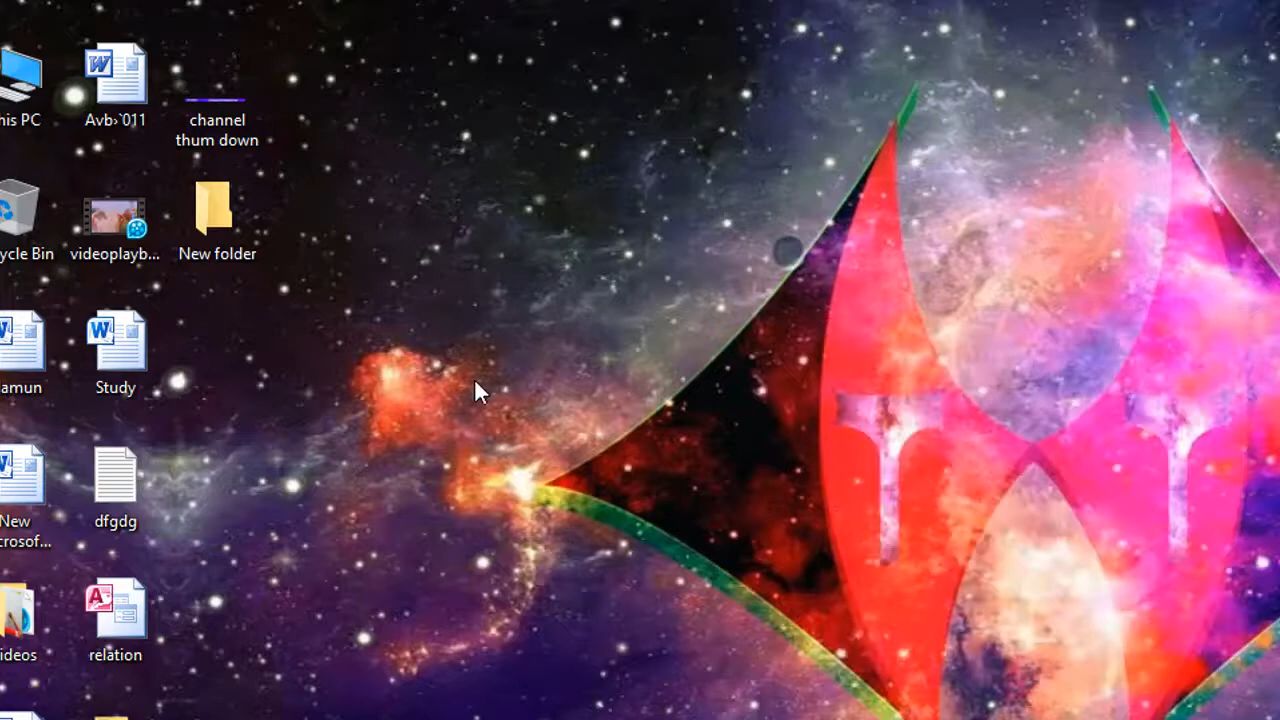 his PC
Avb›`011
channel
thum down
ycle Bin
videoplayb...
New folder
amun
Study
New
crosof...
dfgdg
ideos
relation